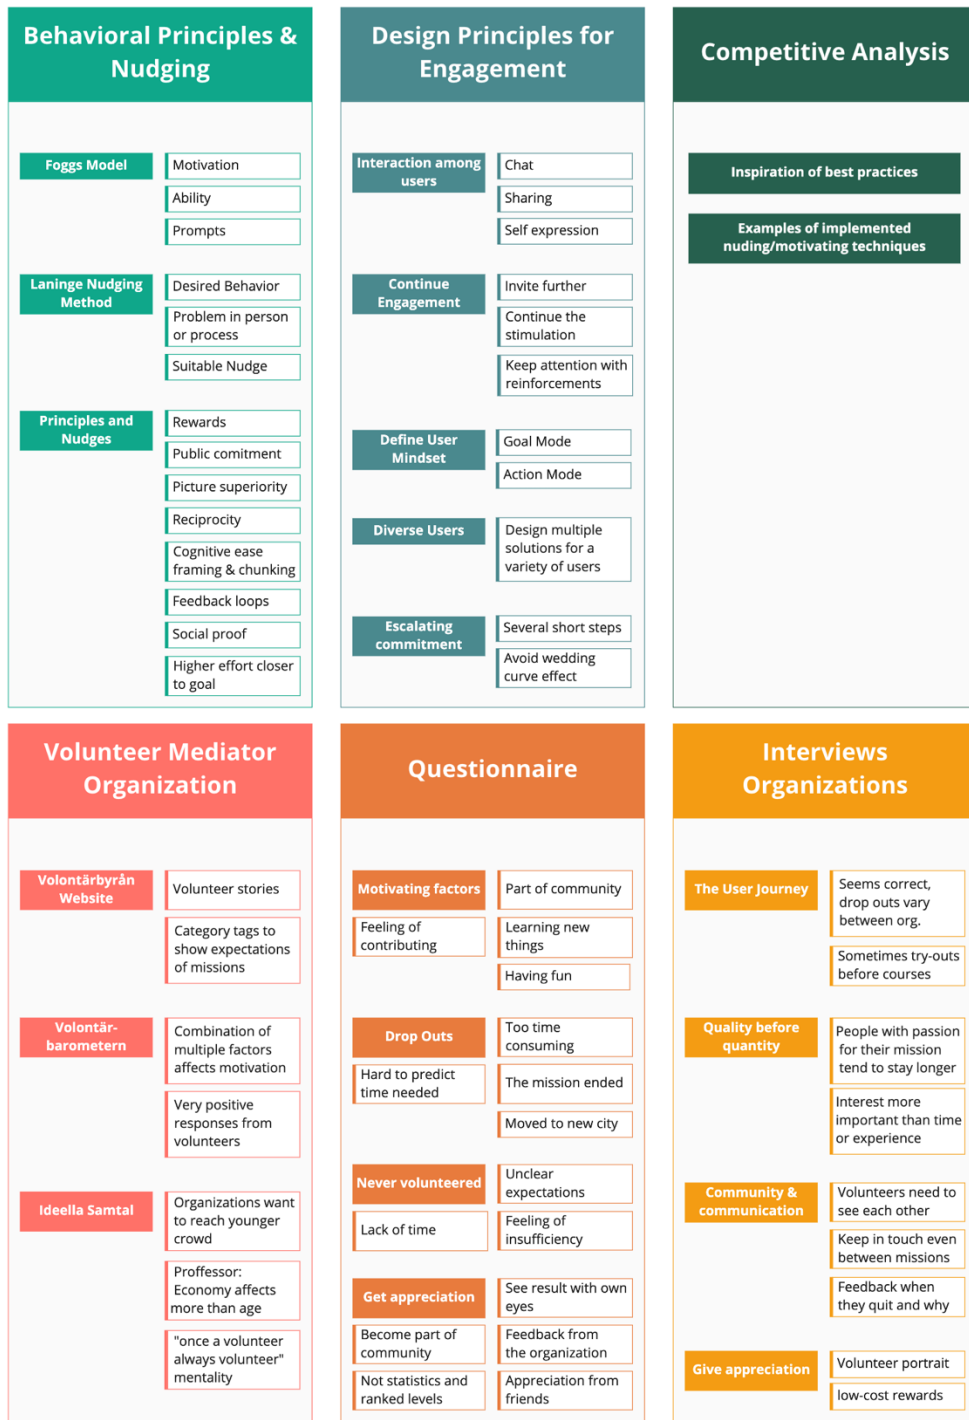 Behavioral Principles &
Nudging
Foggs Model
Motivation
Ability
Prompts
Laninge Nudging
Method
Desired Behavior
Problem in person
or process
Suitable Nudge
Principles and
Nudges
Rewards
Public comitment
Picture superiority
Reciprocity
Cognitive ease
framing & chunking
Feedback loops
Social proof
Higher effort closer
to goal
Design Principles for
Engagement
Interaction among
users
Chat
Sharing
Self expression
Continue
Engagement
Invite further
Continue the
stimulation
Keep attention with
reinforcements
Define User
Mindset
Goal Mode
Action Mode
Diverse Users
Design multiple
solutions for a
variety of users
Escalating
commitment
Several short steps
Avoid wedding
curve effect
Competitive Analysis
Inspiration of best practices
Examples of implemented
nuding/motivating techniques
Volunteer Mediator
Organization
Volontärbyrån
Website
Volunteer stories
Category tags to
show expectations
of missions
Volontär-
barometern
Combination of
multiple factors
affects motivation
Very positive
responses from
volunteers
Ideella Samtal
Organizations want
to reach younger
crowd
Proffessor:
Economy affects
more than age
"once a volunteer
always volunteer"
mentality
Questionnaire
Motivating factors
Part of community
Feeling of
contributing
Learning new
things
Having fun
Drop Outs
Too time
consuming
Hard to predict
time needed
The mission ended
Moved to new city
Never volunteered
Unclear
expectations
Lack of time
Feeling of
insufficiency
Get appreciation
See result with own
eyes
Become part of
community
Feedback from
the organization
Not statistics and
ranked levels
Appreciation from
friends
Interviews
Organizations
The User Journey
Seems correct,
drop outs vary
between org.
Sometimes try-outs
before courses
Quality before
quantity
People with passion
for their mission
tend to stay longer
Interest more
important than time
or experience
Community &
communication
Volunteers need to
see each other
Keep in touch even
between missions
Feedback when
they quit and why
Give appreciation
Volunteer portrait
low-cost rewards